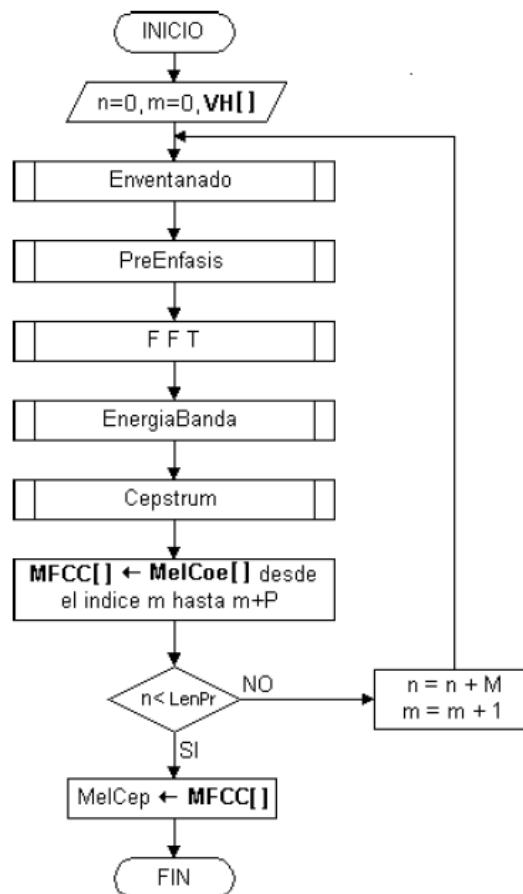 INICIO
n=0, m=0, VH[]
Enventanado
PreEnfasis
F F T
EnergiaBanda
Cepstrum
MFCC[] ← MelCoe[] desde
el indice m hasta m+P
n< LenPr
NO
n = n + M
m = m + 1
SI
MelCep ← MFCC[]
FIN